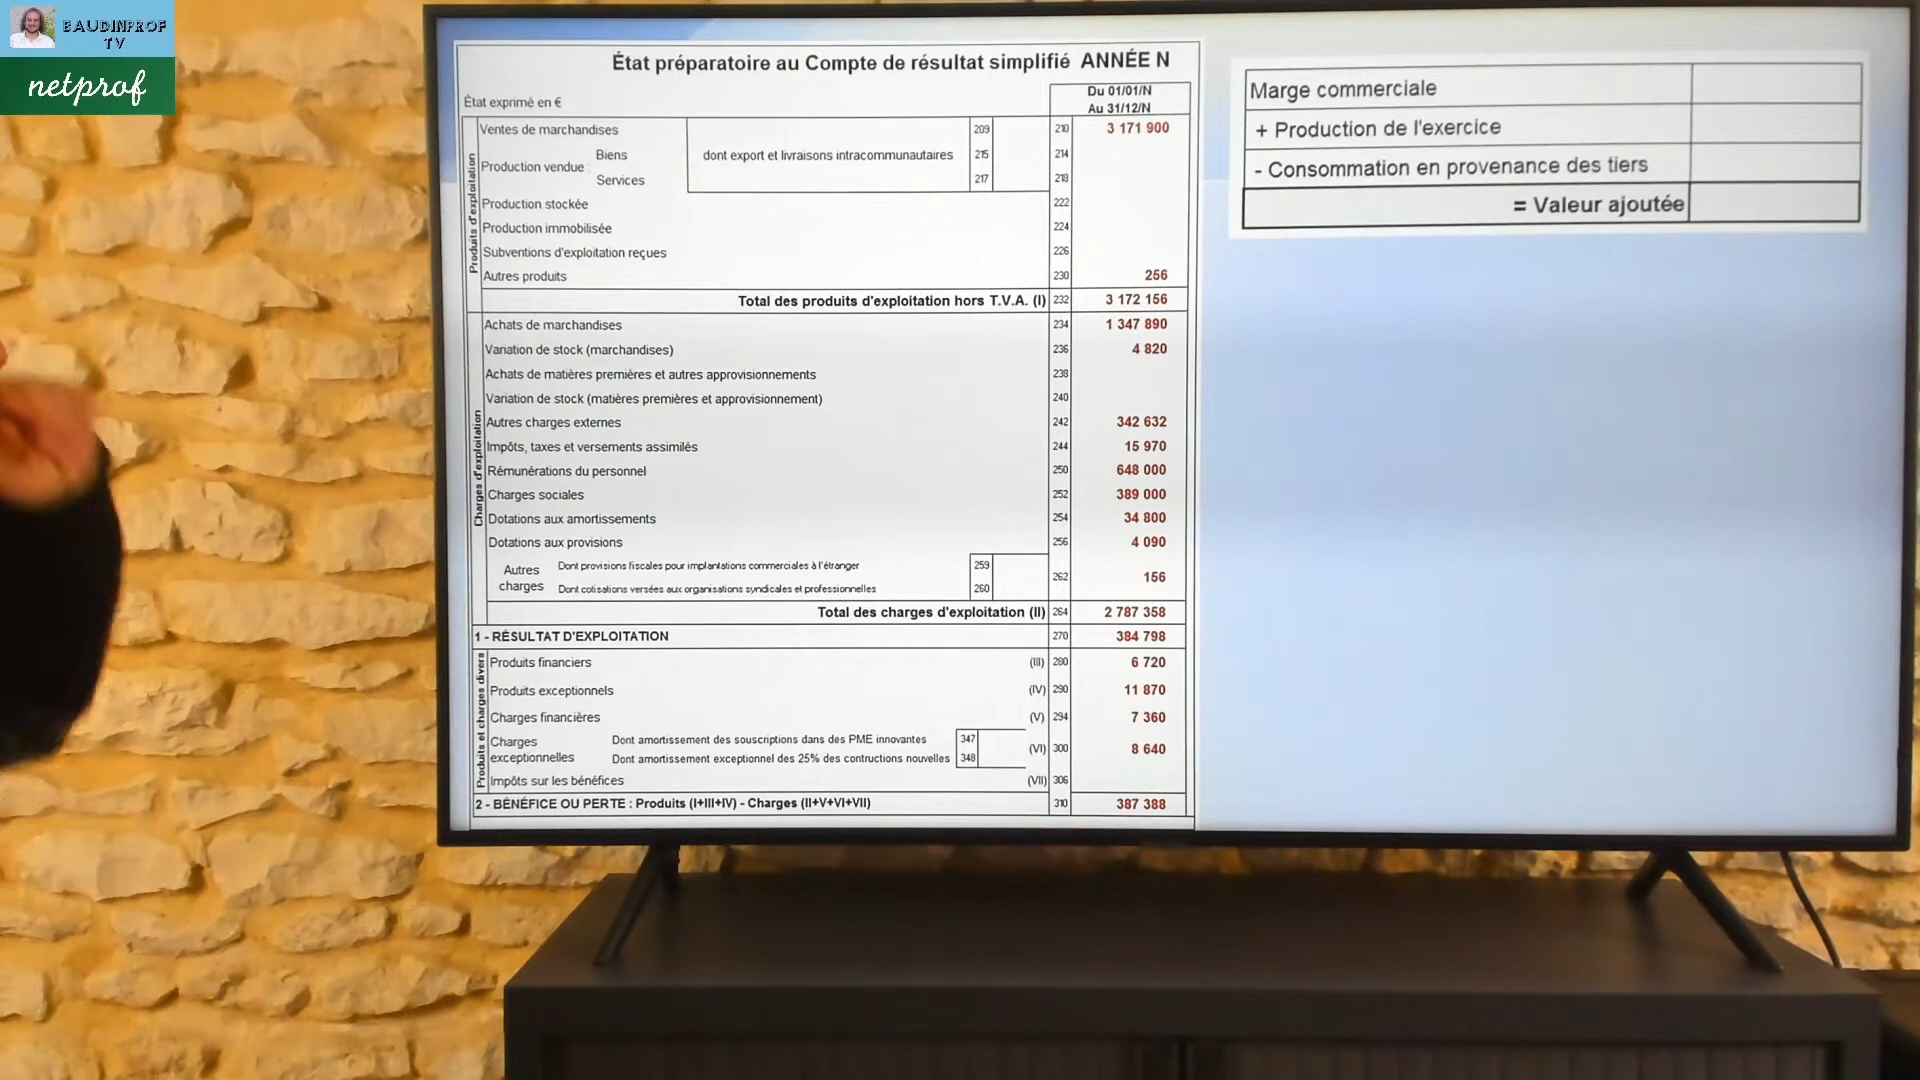 BAUDINPROF
TV
netprof
État préparatoire au Compte de résultat simplifié ANNÉE N
État exprimé en €
Du 01/01/N
Au 31/12/N
Produits d'exploitation
Ventes de marchandises 209 210 3 171 900
Production vendue : Biens dont export et livraisons intracommunautaires 215 214
Services 217 218
Production stockée 222
Production immobilisée 224
Subventions d'exploitation reçues 226
Autres produits 230 256
Total des produits d'exploitation hors T.V.A. (I) 232 3 172 156
Charges d'exploitation
Achats de marchandises 234 1 347 890
Variation de stock (marchandises) 236 4 820
Achats de matières premières et autres approvisionnements 238
Variation de stock (matières premières et approvisionnement) 240
Autres charges externes 242 342 632
Impôts, taxes et versements assimilés 244 15 970
Rémunérations du personnel 250 648 000
Charges sociales 252 389 000
Dotations aux amortissements 254 34 800
Dotations aux provisions 256 4 090
Autres charges Dont provisions fiscales pour implantations commerciales à l'étranger 259 262 156
Dont cotisations versées aux organisations syndicales et professionnelles 260
Total des charges d'exploitation (II) 264 2 787 358
1 - RÉSULTAT D'EXPLOITATION 270 384 798
Produits et charges divers
Produits financiers (III) 280 6 720
Produits exceptionnels (IV) 290 11 870
Charges financières (V) 294 7 360
Charges exceptionnelles Dont amortissement des souscriptions dans des PME innovantes 347 (VI) 300 8 640
Dont amortissement exceptionnel des 25% des contructions nouvelles 348
Impôts sur les bénéfices (VII) 306
2 - BÉNÉFICE OU PERTE : Produits (I+III+IV) - Charges (II+V+VI+VII) 310 387 388
Marge commerciale
+ Production de l'exercice
- Consommation en provenance des tiers
= Valeur ajoutée